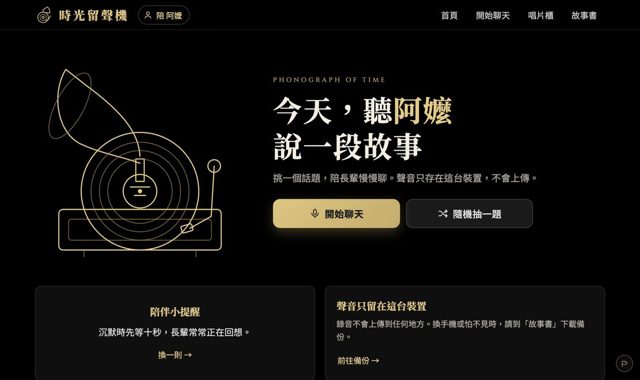 時光留聲機
陪 阿嬤
首頁
開始聊天
唱片櫃
故事書
PHONOGRAPH OF TIME
今天，聽阿嬤
說一段故事
挑一個話題，陪長輩慢慢聊。聲音只存在這台裝置，不會上傳。
開始聊天
隨機抽一題
陪伴小提醒
沉默時先等十秒，長輩常常正在回想。
換一則 →
聲音只留在這台裝置
錄音不會上傳到任何地方。換手機或怕不見時，請到「故事書」下載備
份。
前往備份 →